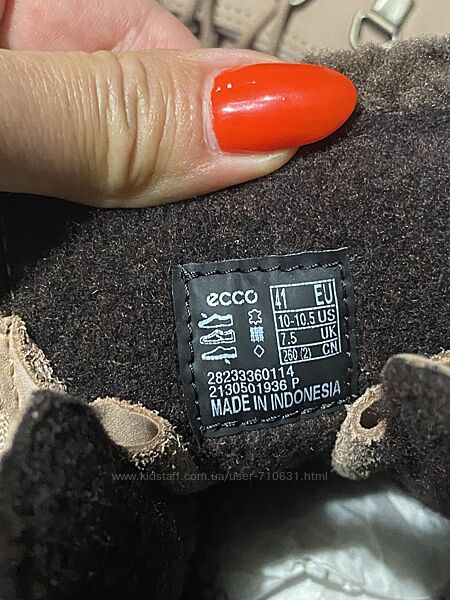 ecco
41 EU
10-10.5 US
7.5 UK
260 (2) CN
28233360114
2130501936 P
MADE IN INDONESIA
www.kidstaff.com.ua/user-710631.html